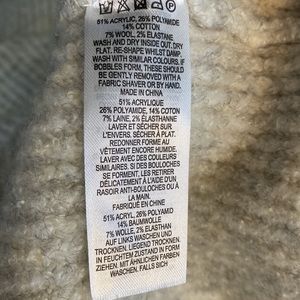 51% ACRYLIC, 26% POLYAMIDE
14% COTTON
7% WOOL, 2% ELASTANE
WASH AND DRY INSIDE OUT. DRY
FLAT. RE-SHAPE WHILST DAMP.
WASH WITH SIMILAR COLOURS. IF
BOBBLES FORM, THESE SHOULD
BE GENTLY REMOVED WITH A
FABRIC SHAVER OR BY HAND.
MADE IN CHINA
51% ACRYLIQUE
26% POLYAMIDE, 14% COTON
7% LAINE, 2% ÉLASTHANNE
LAVER ET SÉCHER SUR
L'ENVERS. SÉCHER À PLAT.
REDONNER FORME AU
VÊTEMENT ENCORE HUMIDE.
LAVER AVEC DES COULEURS
SIMILAIRES. SI DES BOULOCHES
SE FORMENT, LES RETIRER
DÉLICATEMENT À L'AIDE D'UN
RASOIR ANTI-BOULOCHES OU À
LA MAIN.
FABRIQUÉ EN CHINE
51% ACRYL, 26% POLYAMID
14% BAUMWOLLE
7% WOLLE, 2% ELASTHAN
AUF LINKS WASCHEN UND
TROCKNEN. LIEGEND TROCKNEN.
IN FEUCHTEM ZUSTAND IN FORM
ZIEHEN. MIT ÄHNLICHEN FARBEN
WASCHEN. FALLS SICH